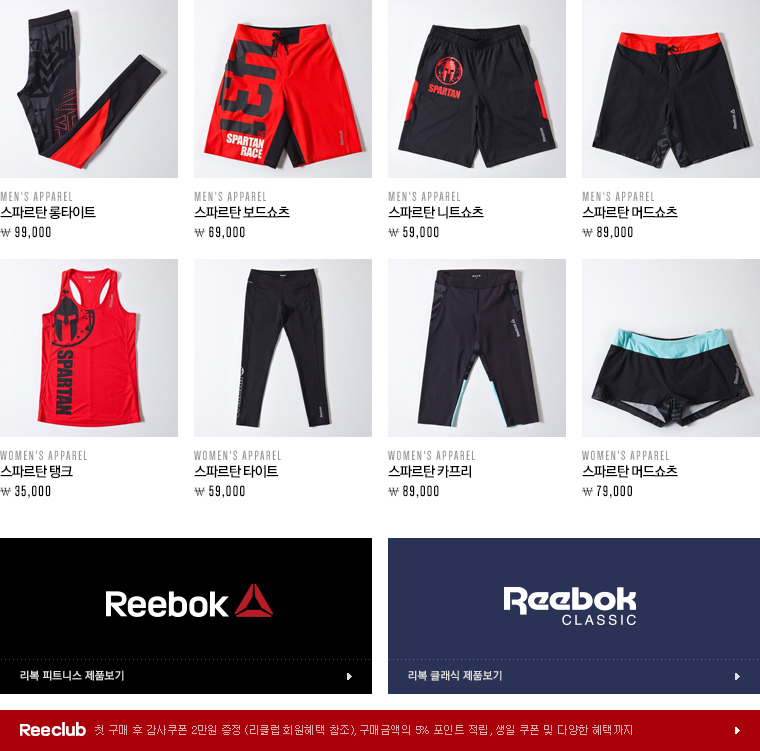 SPARTAN
RACE
SPARTAN
MEN'S APPAREL
스파르탄 롱타이트
₩ 99,000
MEN'S APPAREL
스파르탄 보드쇼츠
₩ 69,000
MEN'S APPAREL
스파르탄 니트쇼츠
₩ 59,000
MEN'S APPAREL
스파르탄 머드쇼츠
₩ 89,000
SPARTAN
WOMEN'S APPAREL
스파르탄 탱크
₩ 35,000
WOMEN'S APPAREL
스파르탄 타이트
₩ 59,000
WOMEN'S APPAREL
스파르탄 카프리
₩ 89,000
WOMEN'S APPAREL
스파르탄 머드쇼츠
₩ 79,000
Reebok
리복 피트니스 제품보기
Reebok
CLASSIC
리복 클래식 제품보기
Reeclub 첫 구매 후 감사쿠폰 2만원 증정 (리클럽 회원혜택 참조), 구매금액의 5% 포인트 적립, 생일 쿠폰 및 다양한 혜택까지